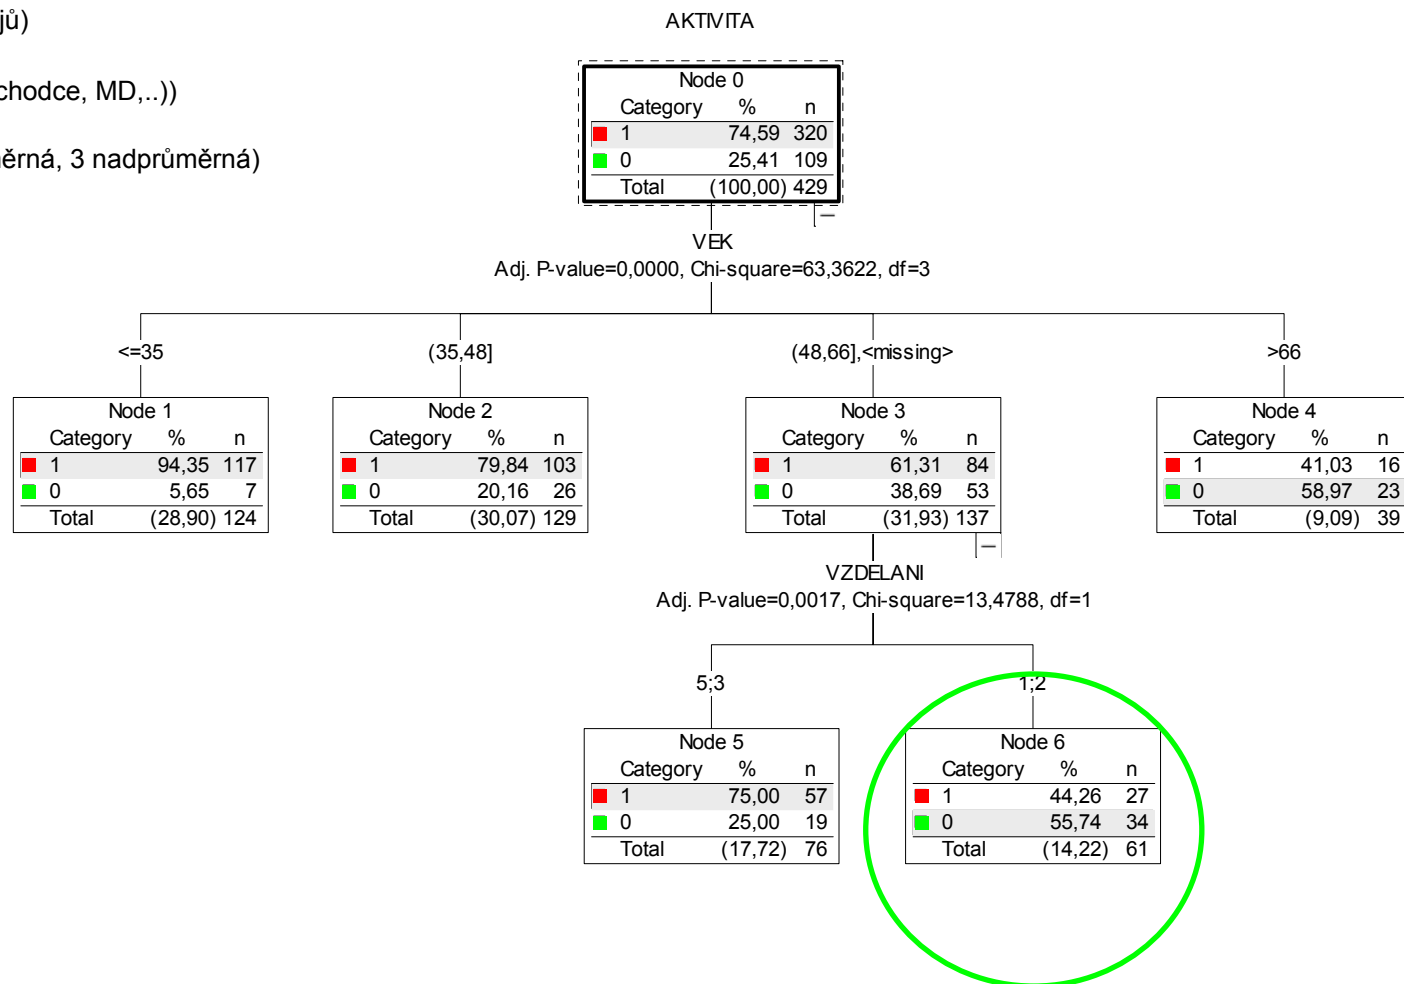 jů)
AKTIVITA
chodce, MD,..))
ěrná, 3 nadprůměrná)
Node 0
Category % n
1 74,59 320
0 25,41 109
Total (100,00) 429
VEK
Adj. P-value=0,0000, Chi-square=63,3622, df=3
<=35
(35,48]
(48,66],<missing>
>66
Node 1
Category % n
1 94,35 117
0 5,65 7
Total (28,90) 124
Node 2
Category % n
1 79,84 103
0 20,16 26
Total (30,07) 129
Node 3
Category % n
1 61,31 84
0 38,69 53
Total (31,93) 137
Node 4
Category % n
1 41,03 16
0 58,97 23
Total (9,09) 39
VZDELANI
Adj. P-value=0,0017, Chi-square=13,4788, df=1
5;3
1;2
Node 5
Category % n
1 75,00 57
0 25,00 19
Total (17,72) 76
Node 6
Category % n
1 44,26 27
0 55,74 34
Total (14,22) 61